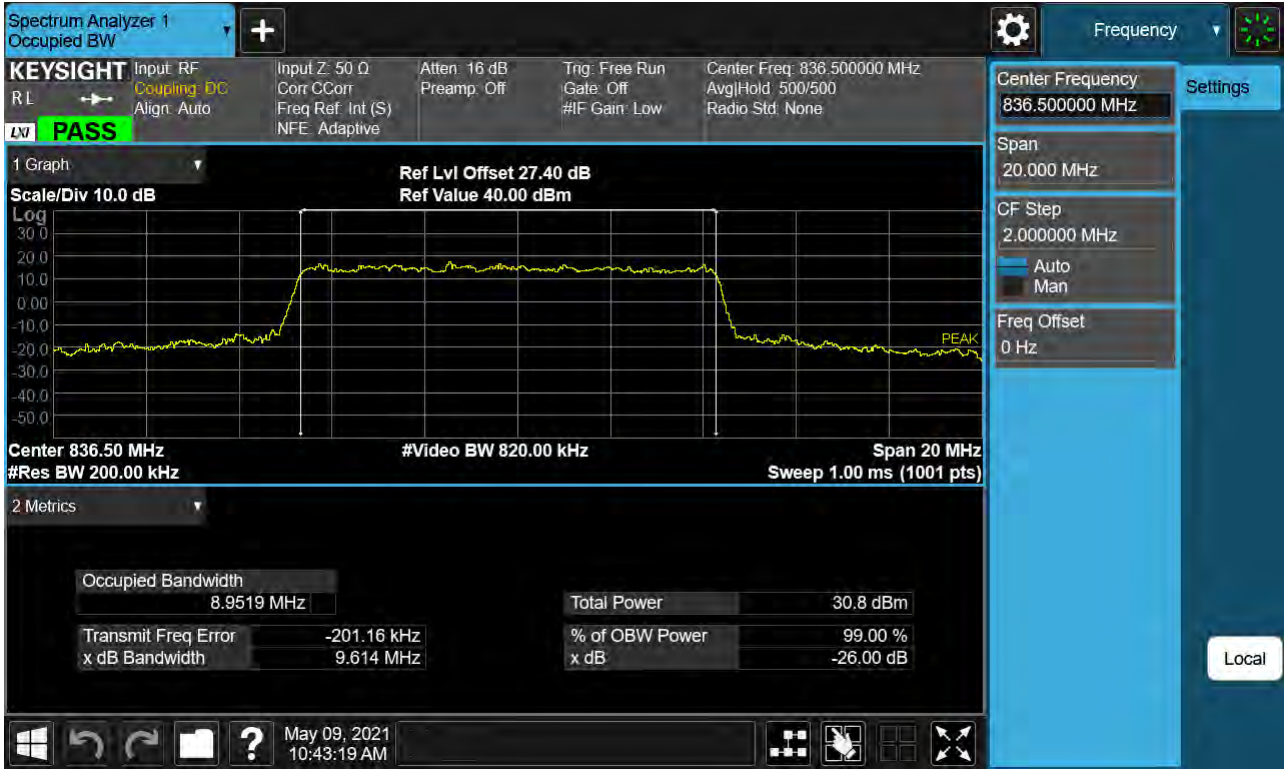 Spectrum Analyzer 1
Occupied BW
Frequency
KEYSIGHT
RL
LXI
PASS
Input: RF
Coupling: DC
Align: Auto
Input Z: 50 Ω
Corr CCorr
Freq Ref: Int (S)
NFE: Adaptive
Atten: 16 dB
Preamp: Off
Trig: Free Run
Gate: Off
#IF Gain: Low
Center Freq: 836.500000 MHz
Avg|Hold: 500/500
Radio Std: None
Center Frequency
836.500000 MHz
Settings
Span
20.000 MHz
CF Step
2.000000 MHz
Auto
Man
Freq Offset
0 Hz
Local
1 Graph
Scale/Div 10.0 dB
Ref Lvl Offset 27.40 dB
Ref Value 40.00 dBm
Log
30.0
20.0
10.0
0.00
-10.0
-20.0
-30.0
-40.0
-50.0
PEAK
Center 836.50 MHz
#Video BW 820.00 kHz
Span 20 MHz
#Res BW 200.00 kHz
Sweep 1.00 ms (1001 pts)
2 Metrics
Occupied Bandwidth
8.9519 MHz
Total Power 30.8 dBm
Transmit Freq Error -201.16 kHz
% of OBW Power 99.00 %
x dB Bandwidth 9.614 MHz
x dB -26.00 dB
?
May 09, 2021
10:43:19 AM